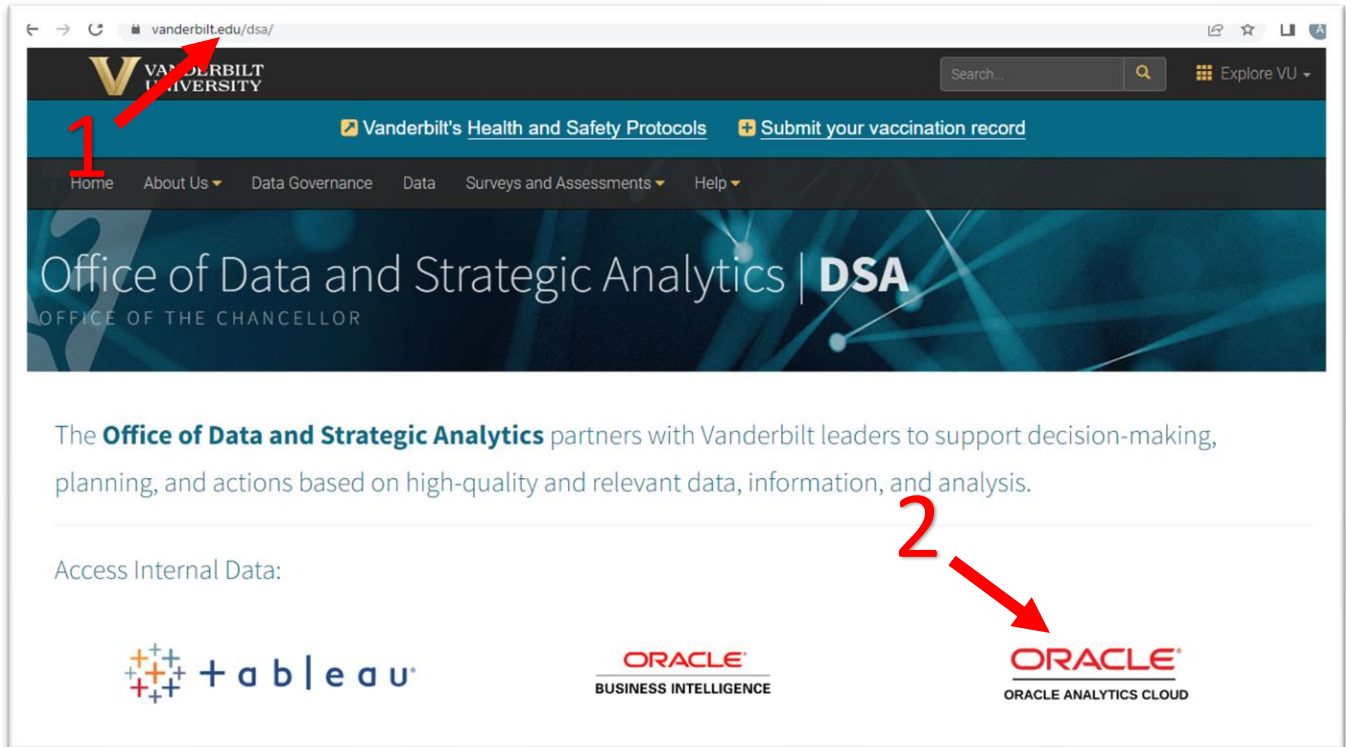 vanderbilt.edu/dsa/
A
VANDERBILT
UNIVERSITY
Search...
Explore VU
1
Vanderbilt's Health and Safety Protocols
Submit your vaccination record
Home About Us Data Governance Data Surveys and Assessments Help
Office of Data and Strategic Analytics | DSA
OFFICE OF THE CHANCELLOR
The Office of Data and Strategic Analytics partners with Vanderbilt leaders to support decision-making,
planning, and actions based on high-quality and relevant data, information, and analysis.
2
Access Internal Data:
+ableau
ORACLE
BUSINESS INTELLIGENCE
ORACLE
ORACLE ANALYTICS CLOUD